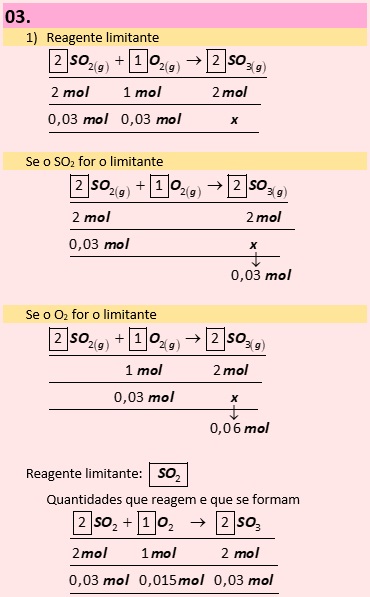 03.
1) Reagente limitante
2 SO₂(g) + 1 O₂(g) → 2 SO₃(g)
2 mol 1 mol 2 mol
0,03 mol 0,03 mol x
Se o SO₂ for o limitante
2 SO₂(g) + 1 O₂(g) → 2 SO₃(g)
2 mol 2 mol
0,03 mol x
↓
0,03 mol
Se o O₂ for o limitante
2 SO₂(g) + 1 O₂(g) → 2 SO₃(g)
1 mol 2 mol
0,03 mol x
↓
0,06 mol
Reagente limitante: SO₂
Quantidades que reagem e que se formam
2 SO₂ + 1 O₂ → 2 SO₃
2 mol 1 mol 2 mol
0,03 mol 0,015 mol 0,03 mol